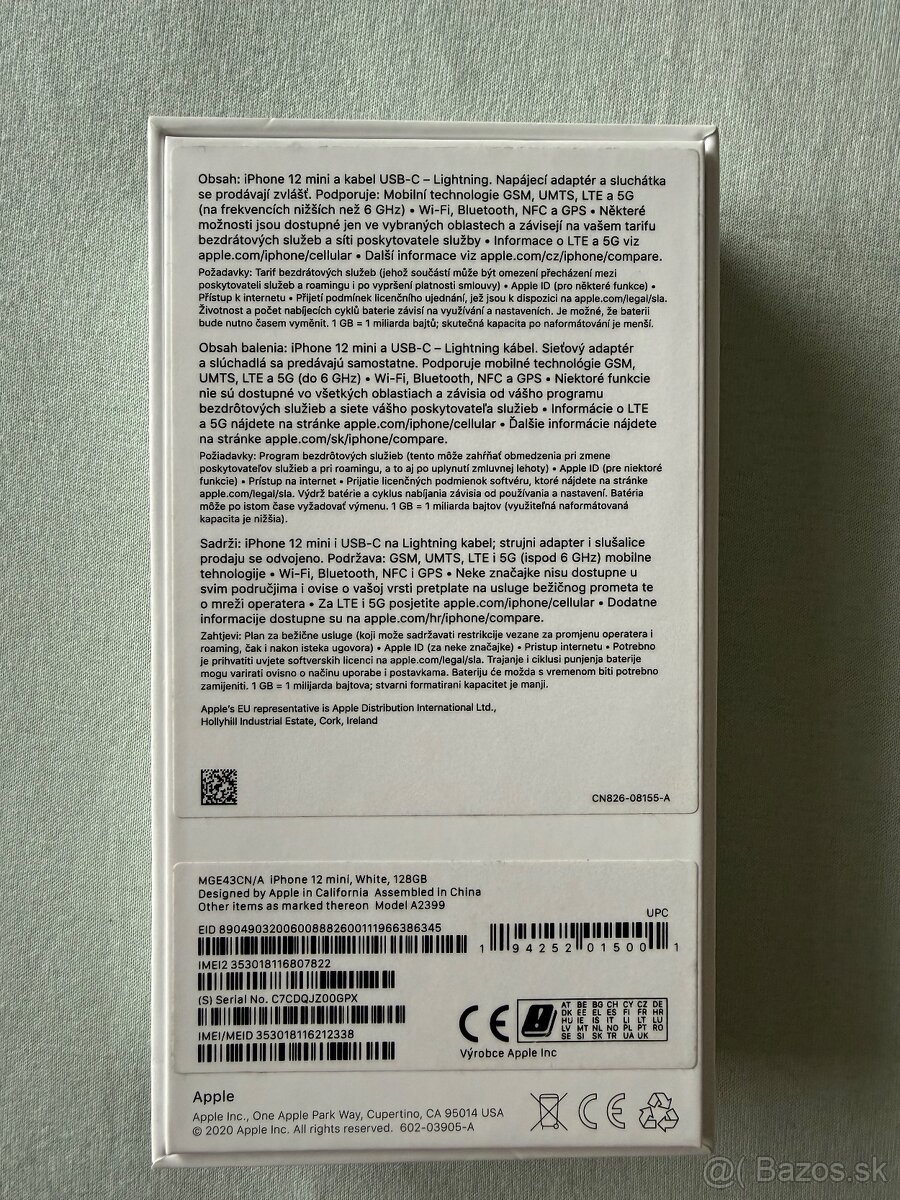 Obsah: iPhone 12 mini a kabel USB-C – Lightning. Napájecí adaptér a sluchátka
se prodávají zvlášť. Podporuje: Mobilní technologie GSM, UMTS, LTE a 5G
(na frekvencích nižších než 6 GHz) • Wi-Fi, Bluetooth, NFC a GPS • Některé
možnosti jsou dostupné jen ve vybraných oblastech a závisejí na vašem tarifu
bezdrátových služeb a síti poskytovatele služby • Informace o LTE a 5G viz
apple.com/iphone/cellular • Další informace viz apple.com/cz/iphone/compare.
Požadavky: Tarif bezdrátových služeb (jehož součástí může být omezení přecházení mezi
poskytovateli služeb a roamingu i po vypršení platnosti smlouvy) • Apple ID (pro některé funkce) •
Přístup k internetu • Přijetí podmínek licenčního ujednání, jež jsou k dispozici na apple.com/legal/sla.
Životnost a počet nabíjecích cyklů baterie závisí na využívání a nastaveních. Je možné, že baterii
bude nutno časem vyměnit. 1 GB = 1 miliarda bajtů; skutečná kapacita po naformátování je menší.
Obsah balenia: iPhone 12 mini a USB-C – Lightning kábel. Sieťový adaptér
a slúchadlá sa predávajú samostatne. Podporuje mobilné technológie GSM,
UMTS, LTE a 5G (do 6 GHz) • Wi-Fi, Bluetooth, NFC a GPS • Niektoré funkcie
nie sú dostupné vo všetkých oblastiach a závisia od vášho programu
bezdrôtových služieb a siete vášho poskytovateľa služieb • Informácie o LTE
a 5G nájdete na stránke apple.com/iphone/cellular • Ďalšie informácie nájdete
na stránke apple.com/sk/iphone/compare.
Požiadavky: Program bezdrôtových služieb (tento môže zahŕňať obmedzenia pri zmene
poskytovateľov služieb a pri roamingu, a to aj po uplynutí zmluvnej lehoty) • Apple ID (pre niektoré
funkcie) • Prístup na internet • Prijatie licenčných podmienok softvéru, ktoré nájdete na stránke
apple.com/legal/sla. Výdrž batérie a cyklus nabíjania závisia od používania a nastavení. Batéria
môže po istom čase vyžadovať výmenu. 1 GB = 1 miliarda bajtov (využiteľná naformátovaná
kapacita je nižšia).
Sadrži: iPhone 12 mini i USB-C na Lightning kabel; strujni adapter i slušalice
prodaju se odvojeno. Podržava: GSM, UMTS, LTE i 5G (ispod 6 GHz) mobilne
tehnologije • Wi-Fi, Bluetooth, NFC i GPS • Neke značajke nisu dostupne u
svim područjima i ovise o vašoj vrsti pretplate na usluge bežičnog prometa te
o mreži operatera • Za LTE i 5G posjetite apple.com/iphone/cellular • Dodatne
informacije dostupne su na apple.com/hr/iphone/compare.
Zahtjevi: Plan za bežične usluge (koji može sadržavati restrikcije vezane za promjenu operatera i
roaming, čak i nakon isteka ugovora) • Apple ID (za neke značajke) • Pristup internetu • Potrebno
je prihvatiti uvjete softverskih licenci na apple.com/legal/sla. Trajanje i ciklusi punjenja baterije
mogu varirati ovisno o načinu uporabe i postavkama. Bateriju će možda s vremenom biti potrebno
zamijeniti. 1 GB = 1 milijarda bajtova; stvarni formatirani kapacitet je manji.
Apple's EU representative is Apple Distribution International Ltd.,
Hollyhill Industrial Estate, Cork, Ireland
CN826-08155-A
MGE43CN/A iPhone 12 mini, White, 128GB
Designed by Apple in California Assembled in China
Other items as marked thereon Model A2399
UPC
EID 89049032006008882600111966386345
1 94252 01500 1
IMEI2 353018116807822
(S) Serial No. C7CDQJZ00GPX
IMEI/MEID 353018116212338
CE
AT BE BG CH CY CZ DE
DK EE EL ES FI FR HR
HU IE IS IT LI LT LU
LV MT NL NO PL PT RO
SE SI SK TR UA UK
Výrobce Apple Inc
Apple
Apple Inc., One Apple Park Way, Cupertino, CA 95014 USA
© 2020 Apple Inc. All rights reserved. 602-03905-A
CE
@( Bazos.sk